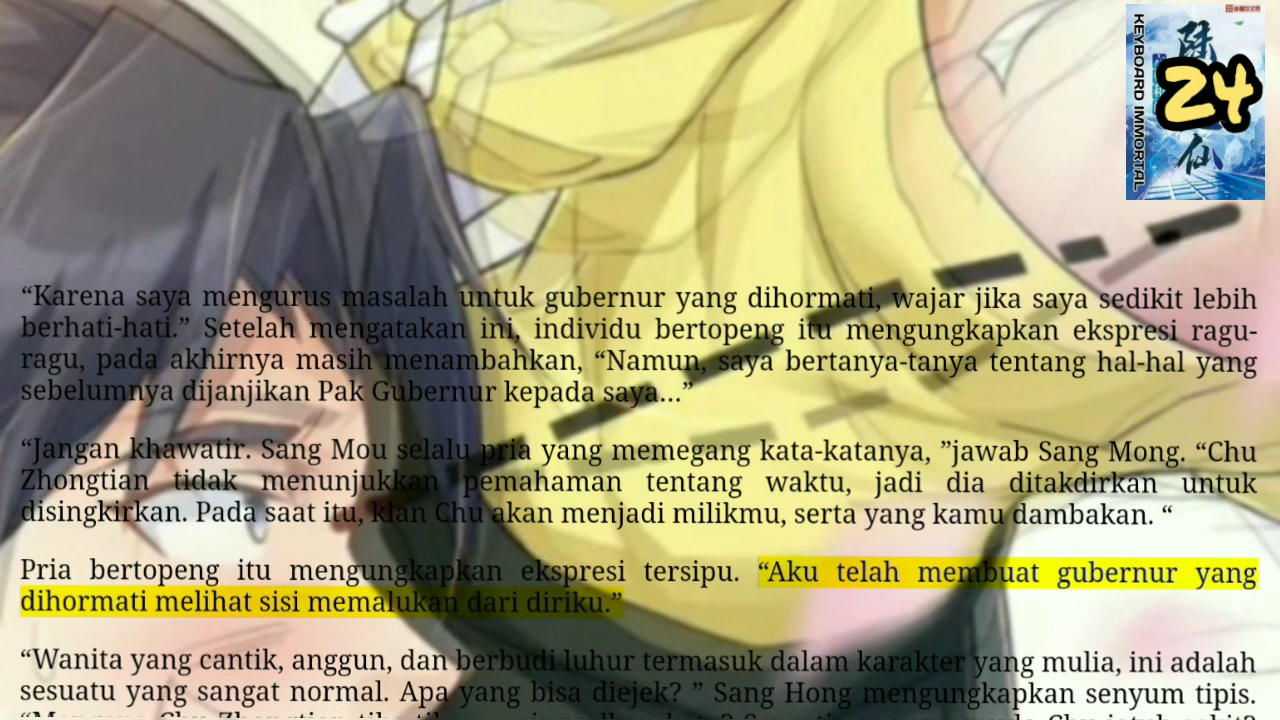 KEYBOARD IMMORTAL
陸
24
仙
“Karena saya mengurus masalah untuk gubernur yang dihormati, wajar jika saya sedikit lebih
berhati-hati.” Setelah mengatakan ini, individu bertopeng itu mengungkapkan ekspresi ragu-
ragu, pada akhirnya masih menambahkan, “Namun, saya bertanya-tanya tentang hal-hal yang
sebelumnya dijanjikan Pak Gubernur kepada saya...”
“Jangan khawatir. Sang Mou selalu pria yang memegang kata-katanya, ”jawab Sang Mong. “Chu
Zhongtian tidak menunjukkan pemahaman tentang waktu, jadi dia ditakdirkan untuk
disingkirkan. Pada saat itu, klan Chu akan menjadi milikmu, serta yang kamu dambakan. “
Pria bertopeng itu mengungkapkan ekspresi tersipu. “Aku telah membuat gubernur yang
dihormati melihat sisi memalukan dari diriku.”
“Wanita yang cantik, anggun, dan berbudi luhur termasuk dalam karakter yang mulia, ini adalah
sesuatu yang sangat normal. Apa yang bisa diejek? ” Sang Hong mengungkapkan senyum tipis.